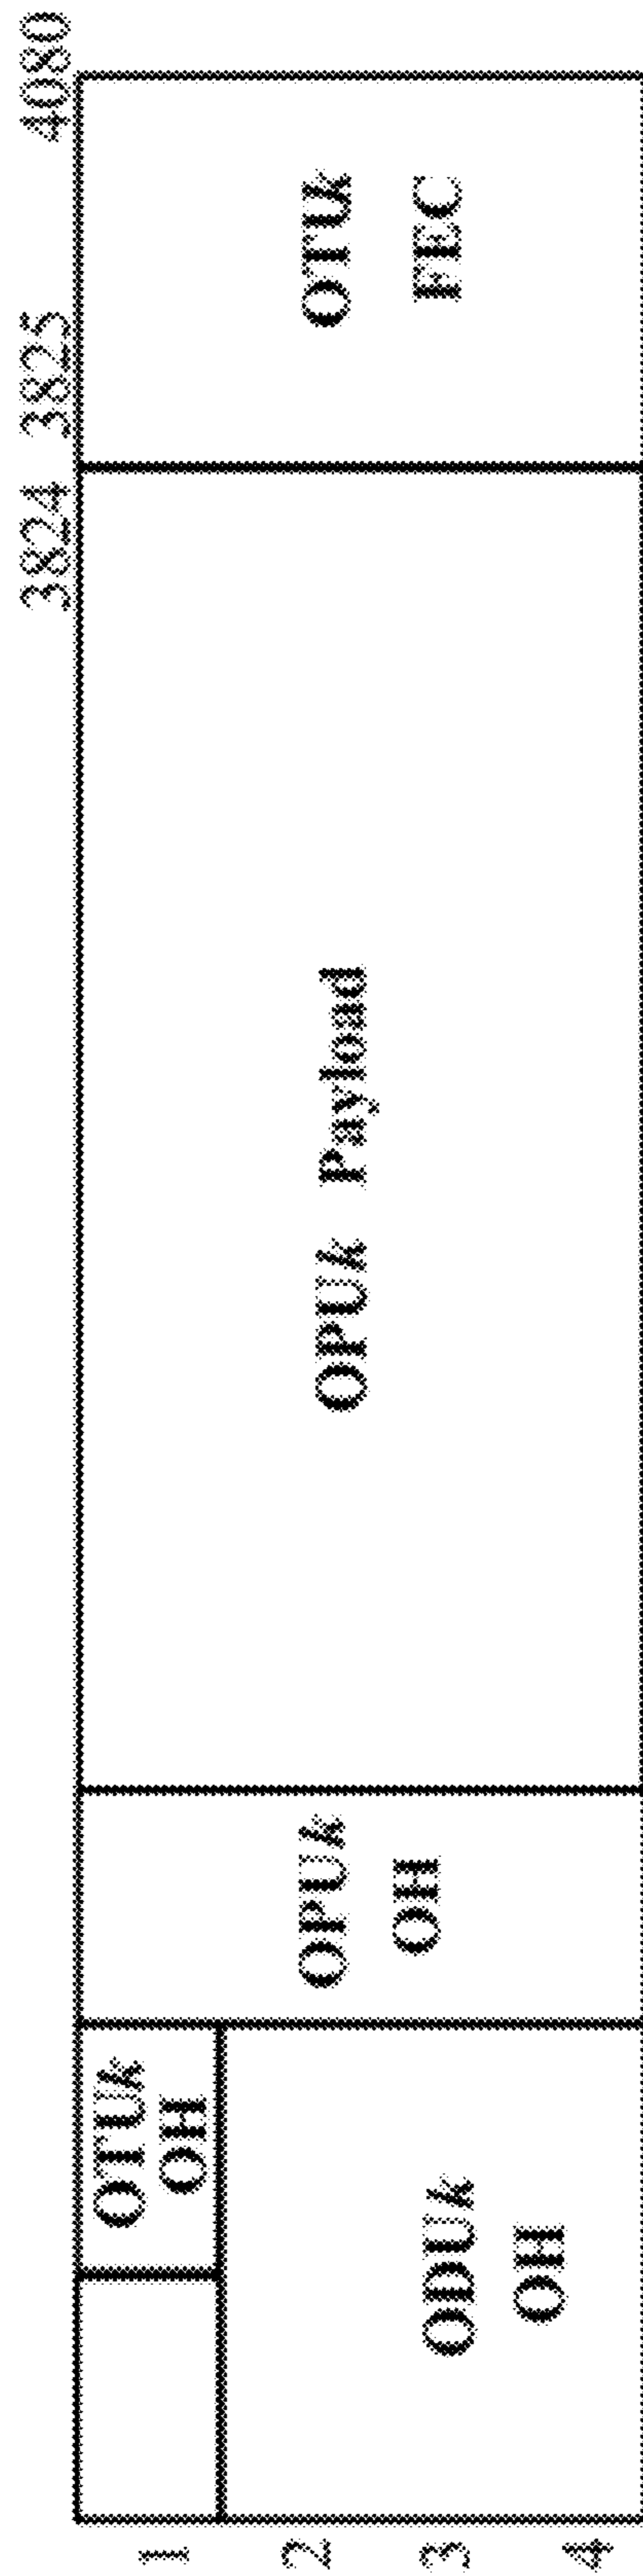 3824 3825 4080
1
OTUk
OH
2
3
4
ODUk
OH
OPUk
OH
OPUk Payload
OTUk
FEC